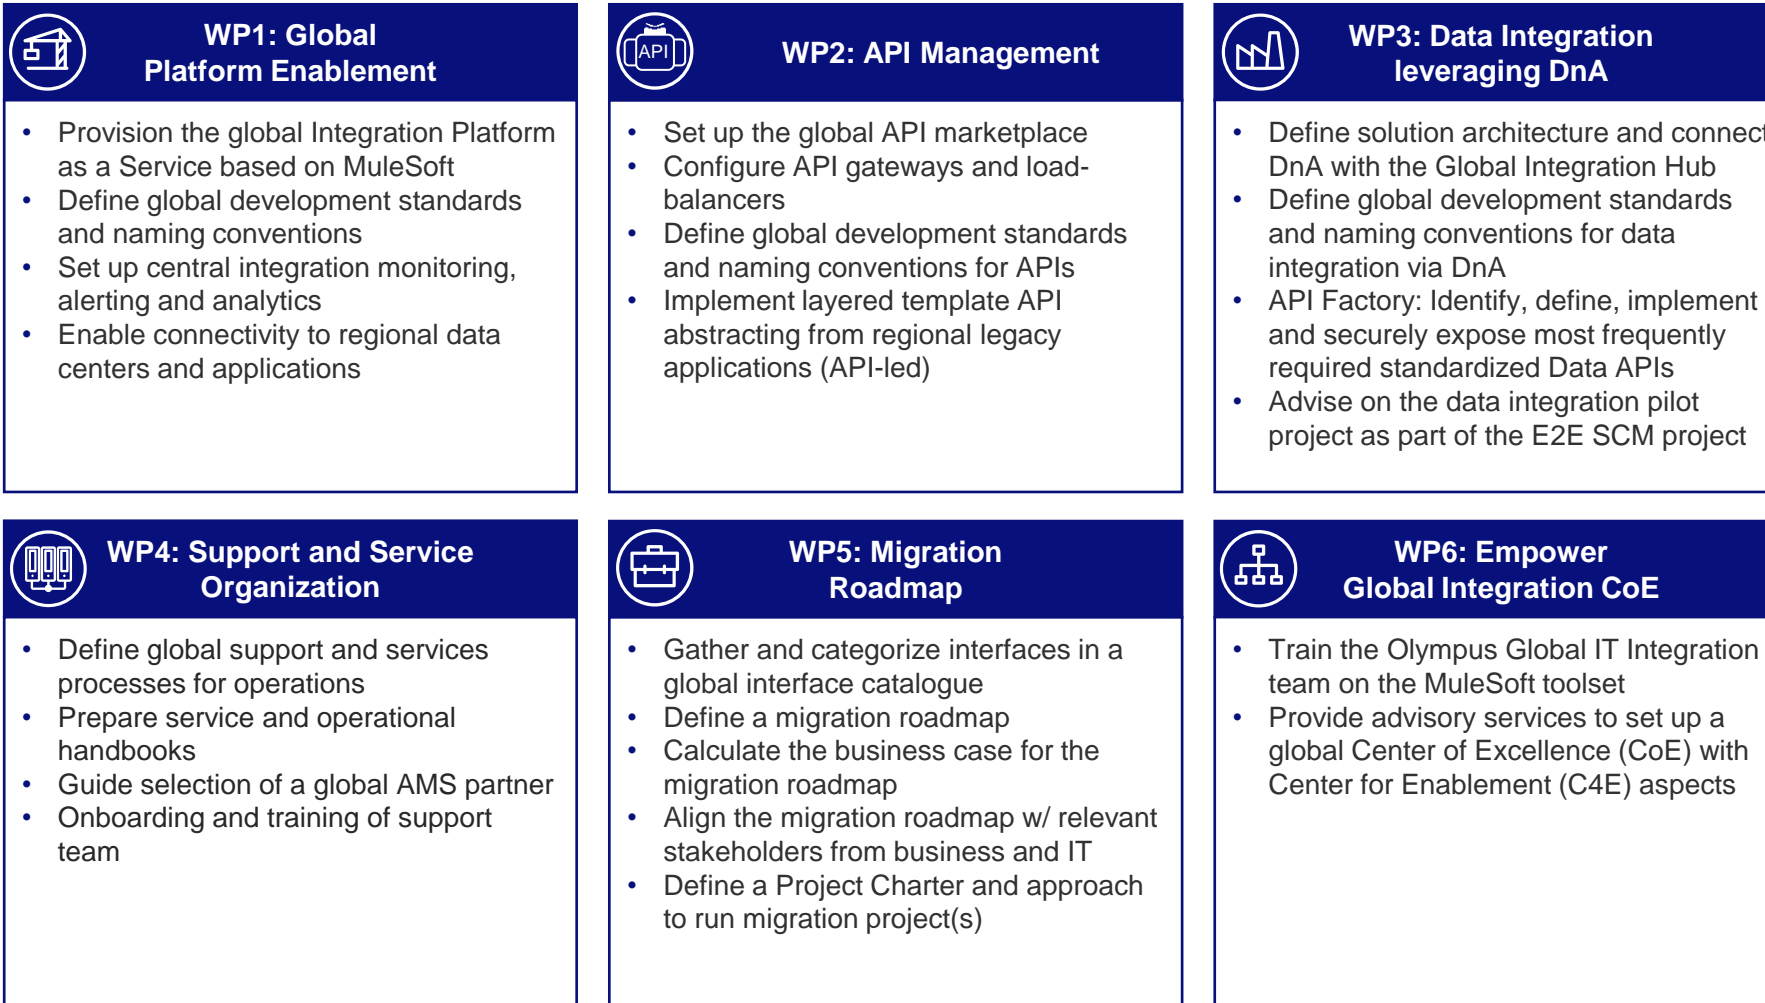 WP1: Global
Platform Enablement
• Provision the global Integration Platform
as a Service based on MuleSoft
• Define global development standards
and naming conventions
• Set up central integration monitoring,
alerting and analytics
• Enable connectivity to regional data
centers and applications
API
WP2: API Management
• Set up the global API marketplace
• Configure API gateways and load-
balancers
• Define global development standards
and naming conventions for APIs
• Implement layered template API
abstracting from regional legacy
applications (API-led)
WP3: Data Integration
leveraging DnA
• Define solution architecture and connect
DnA with the Global Integration Hub
• Define global development standards
and naming conventions for data
integration via DnA
• API Factory: Identify, define, implement
and securely expose most frequently
required standardized Data APIs
• Advise on the data integration pilot
project as part of the E2E SCM project
WP4: Support and Service
Organization
• Define global support and services
processes for operations
• Prepare service and operational
handbooks
• Guide selection of a global AMS partner
• Onboarding and training of support
team
WP5: Migration
Roadmap
• Gather and categorize interfaces in a
global interface catalogue
• Define a migration roadmap
• Calculate the business case for the
migration roadmap
• Align the migration roadmap w/ relevant
stakeholders from business and IT
• Define a Project Charter and approach
to run migration project(s)
WP6: Empower
Global Integration CoE
• Train the Olympus Global IT Integration
team on the MuleSoft toolset
• Provide advisory services to set up a
global Center of Excellence (CoE) with
Center for Enablement (C4E) aspects